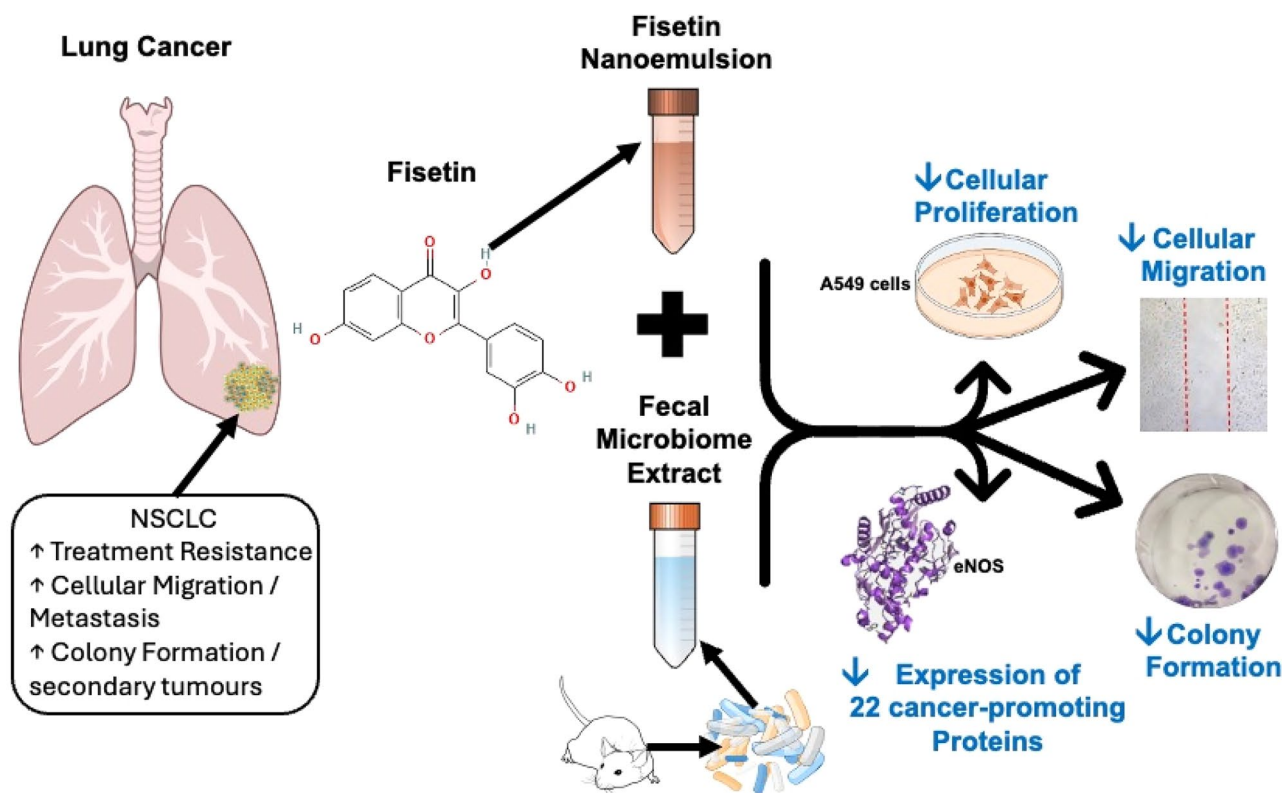 Lung Cancer
NSCLC
↑ Treatment Resistance
↑ Cellular Migration /
Metastasis
↑ Colony Formation /
secondary tumours
Fisetin
O
H
O
H
O
O
O
H
O
H
Fisetin
Nanoemulsion
Fecal
Microbiome
Extract
↓ Cellular
Proliferation
A549 cells
↓ Cellular
Migration
eNOS
↓ Expression of
22 cancer-promoting
Proteins
↓ Colony
Formation